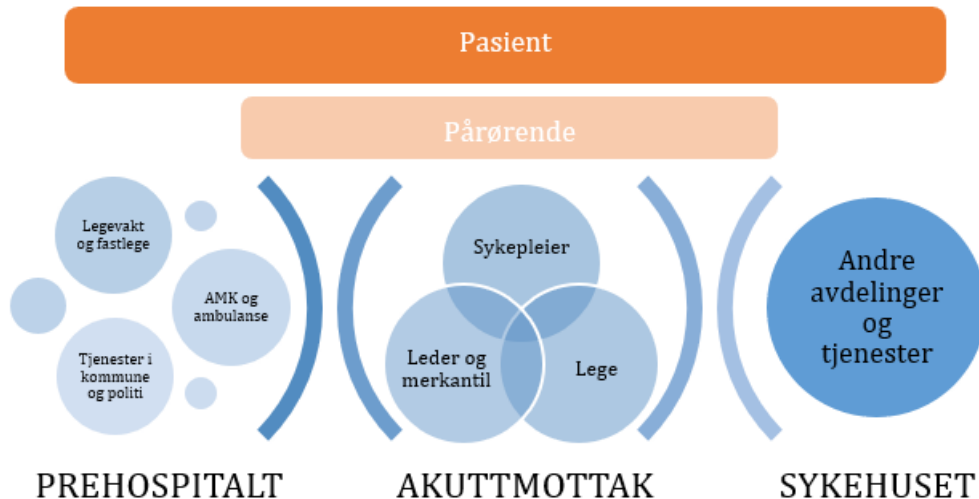 Pasient
Pårørende
Legevakt
og fastlege
AMK og
ambulanse
Tjenester i
kommune
og politi
Sykepleier
Leder og
merkantil
Lege
Andre
avdelinger
og
tjenester
PREHOSPITALT
AKUTTMOTTAK
SYKEHUSET